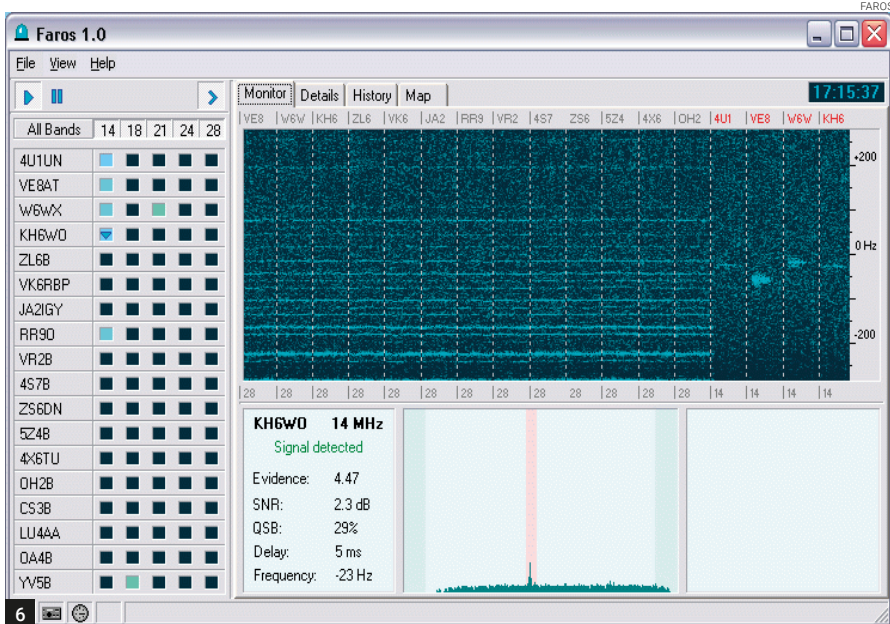 FAROS
Faros 1.0
File View Help
Monitor Details History Map 17:15:37
All Bands 14 18 21 24 28
VE8 W6W KH6 ZL6 VK6 JA2 RR9 VR2 4S7 ZS6 5Z4 4X6 OH2 4U1 VE8 W6W KH6
4U1UN
VE8AT
W6WX
KH6WO
ZL6B
VK6RBP
JA2IGY
RR9O
VR2B
4S7B
ZS6DN
5Z4B
4X6TU
OH2B
CS3B
LU4AA
OA4B
YV5B
+200
0 Hz
-200
28 28 28 28 28 28 28 28 28 28 28 28 28 14 14 14 14
KH6WO 14 MHz
Signal detected
Evidence: 4.47
SNR: 2.3 dB
QSB: 29%
Delay: 5 ms
Frequency: -23 Hz
6